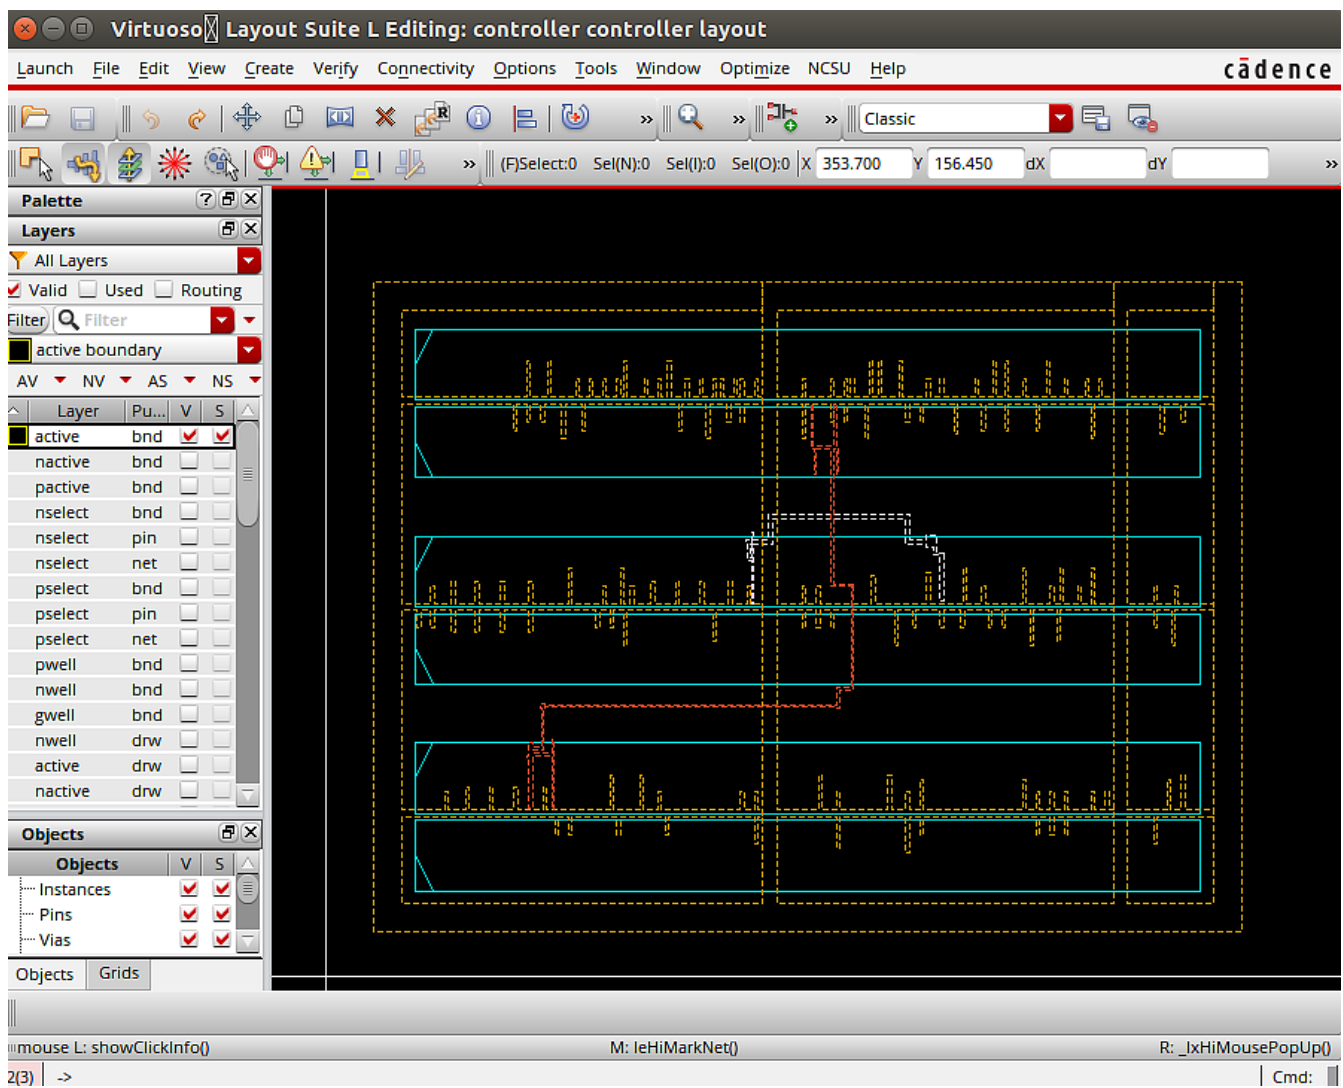 Virtuoso Layout Suite L Editing: controller controller layout
Launch File Edit View Create Verify Connectivity Options Tools Window Optimize NCSU Help cādence
R Classic
(F)Select:0 Sel(N):0 Sel(I):0 Sel(O):0 X 353.700 Y 156.450 dX dY
Palette
Layers
All Layers
Valid Used Routing
Filter Filter
active boundary
AV NV AS NS
Layer Pu... V S
active bnd
nactive bnd
pactive bnd
nselect bnd
nselect pin
nselect net
pselect bnd
pselect pin
pselect net
pwell bnd
nwell bnd
gwell bnd
nwell drw
active drw
nactive drw
Objects
Objects V S
Instances
Pins
Vias
Objects Grids
mouse L: showClickInfo() M: leHiMarkNet() R: _lxHiMousePopUp()
2(3) -> Cmd: